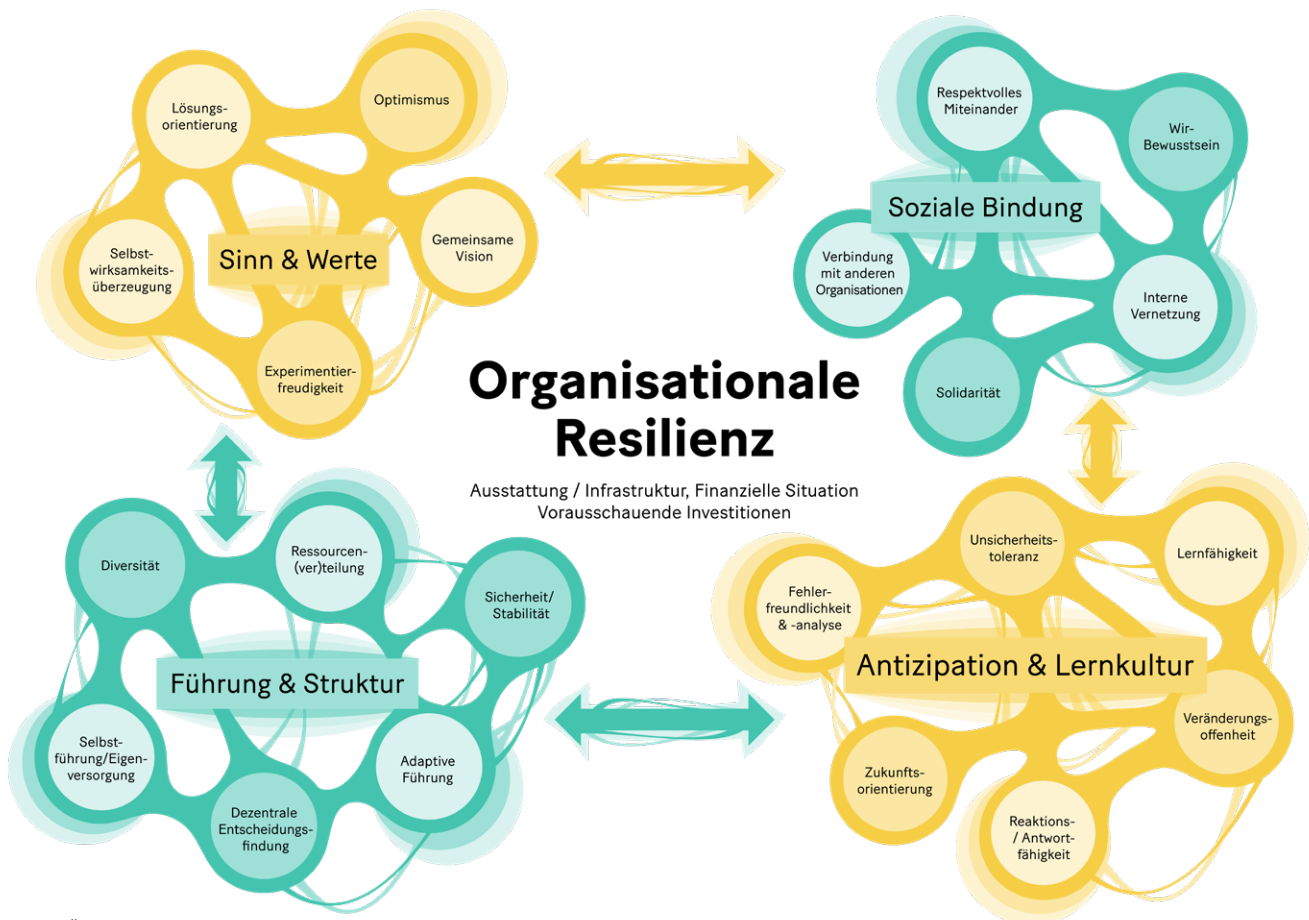 Lösungs-
orientierung
Optimismus
Selbst-
wirksamkeits-
überzeugung
Sinn & Werte
Gemeinsame
Vision
Experimentier-
freudigkeit
Respektvolles
Miteinander
Wir-
Bewusstsein
Soziale Bindung
Verbindung
mit anderen
Organisationen
Interne
Vernetzung
Solidarität
Organisationale
Resilienz
Ausstattung / Infrastruktur, Finanzielle Situation
Vorausschauende Investitionen
Diversität
Ressourcen-
(ver)teilung
Sicherheit/
Stabilität
Führung & Struktur
Selbst-
führung/Eigen-
versorgung
Dezentrale
Entscheidungs-
findung
Adaptive
Führung
Unsicherheits-
toleranz
Lernfähigkeit
Fehler-
freundlichkeit
& -analyse
Antizipation & Lernkultur
Veränderungs-
offenheit
Zukunfts-
orientierung
Reaktions-
/ Antwort-
fähigkeit